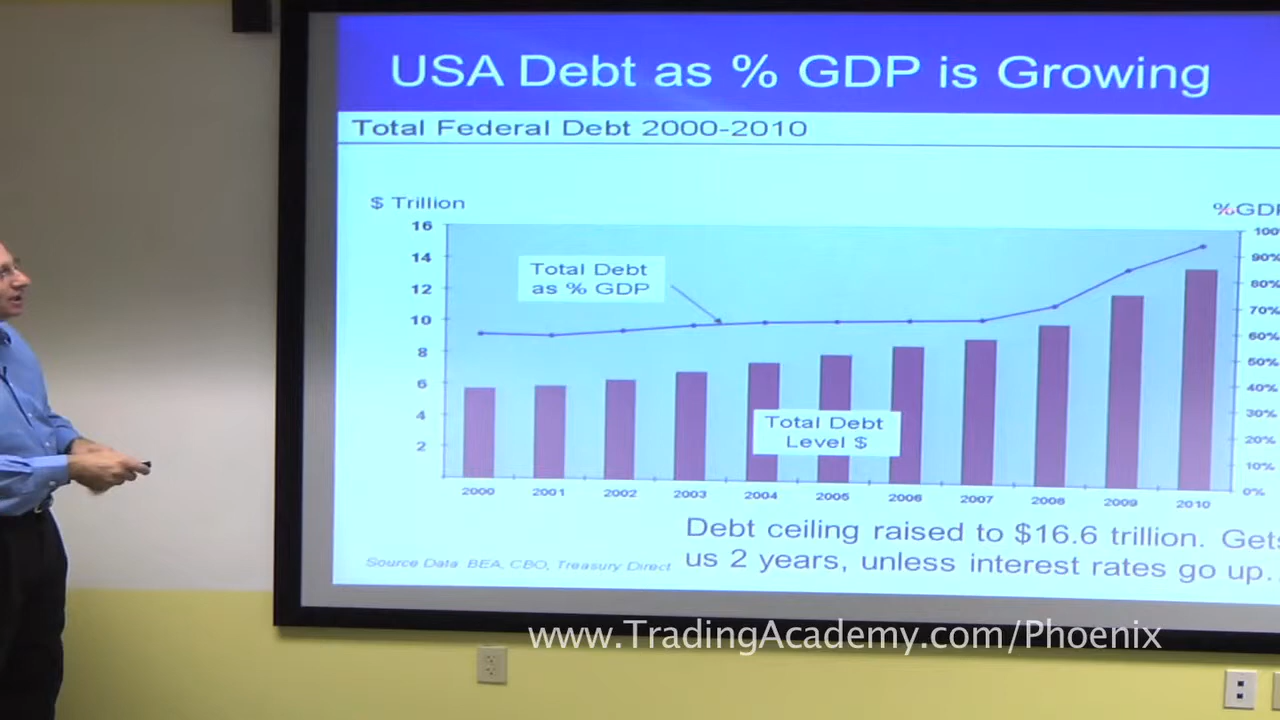 USA Debt as % GDP is Growing
Total Federal Debt 2000-2010
$ Trillion
%GDP
16
14
12
10
8
6
4
2
100
90%
80%
70%
60%
50%
40%
30%
20%
10%
0%
Total Debt
as % GDP
Total Debt
Level $
2000 2001 2002 2003 2004 2005 2006 2007 2008 2009 2010
Debt ceiling raised to $16.6 trillion. Gets
us 2 years, unless interest rates go up.
Source Data BEA, CBO, Treasury Direct
www.TradingAcademy.com/Phoenix